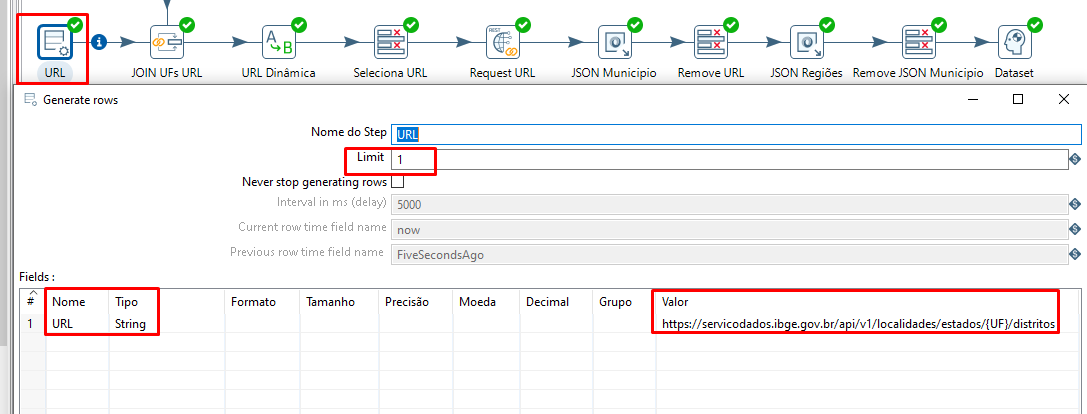 URL
JOIN UFs URL
URL Dinâmica
Seleciona URL
Request URL
JSON Municipio
Remove URL
JSON Regiões
Remove JSON Municipio
Dataset
A
B
REST
Generate rows
Nome do Step URL
Limit 1
Never stop generating rows
Interval in ms (delay) 5000
Current row time field name now
Previous row time field name FiveSecondsAgo
Fields :
# Nome Tipo Formato Tamanho Precisão Moeda Decimal Grupo Valor
1 URL String https://servicodados.ibge.gov.br/api/v1/localidades/estados/{UF}/distritos